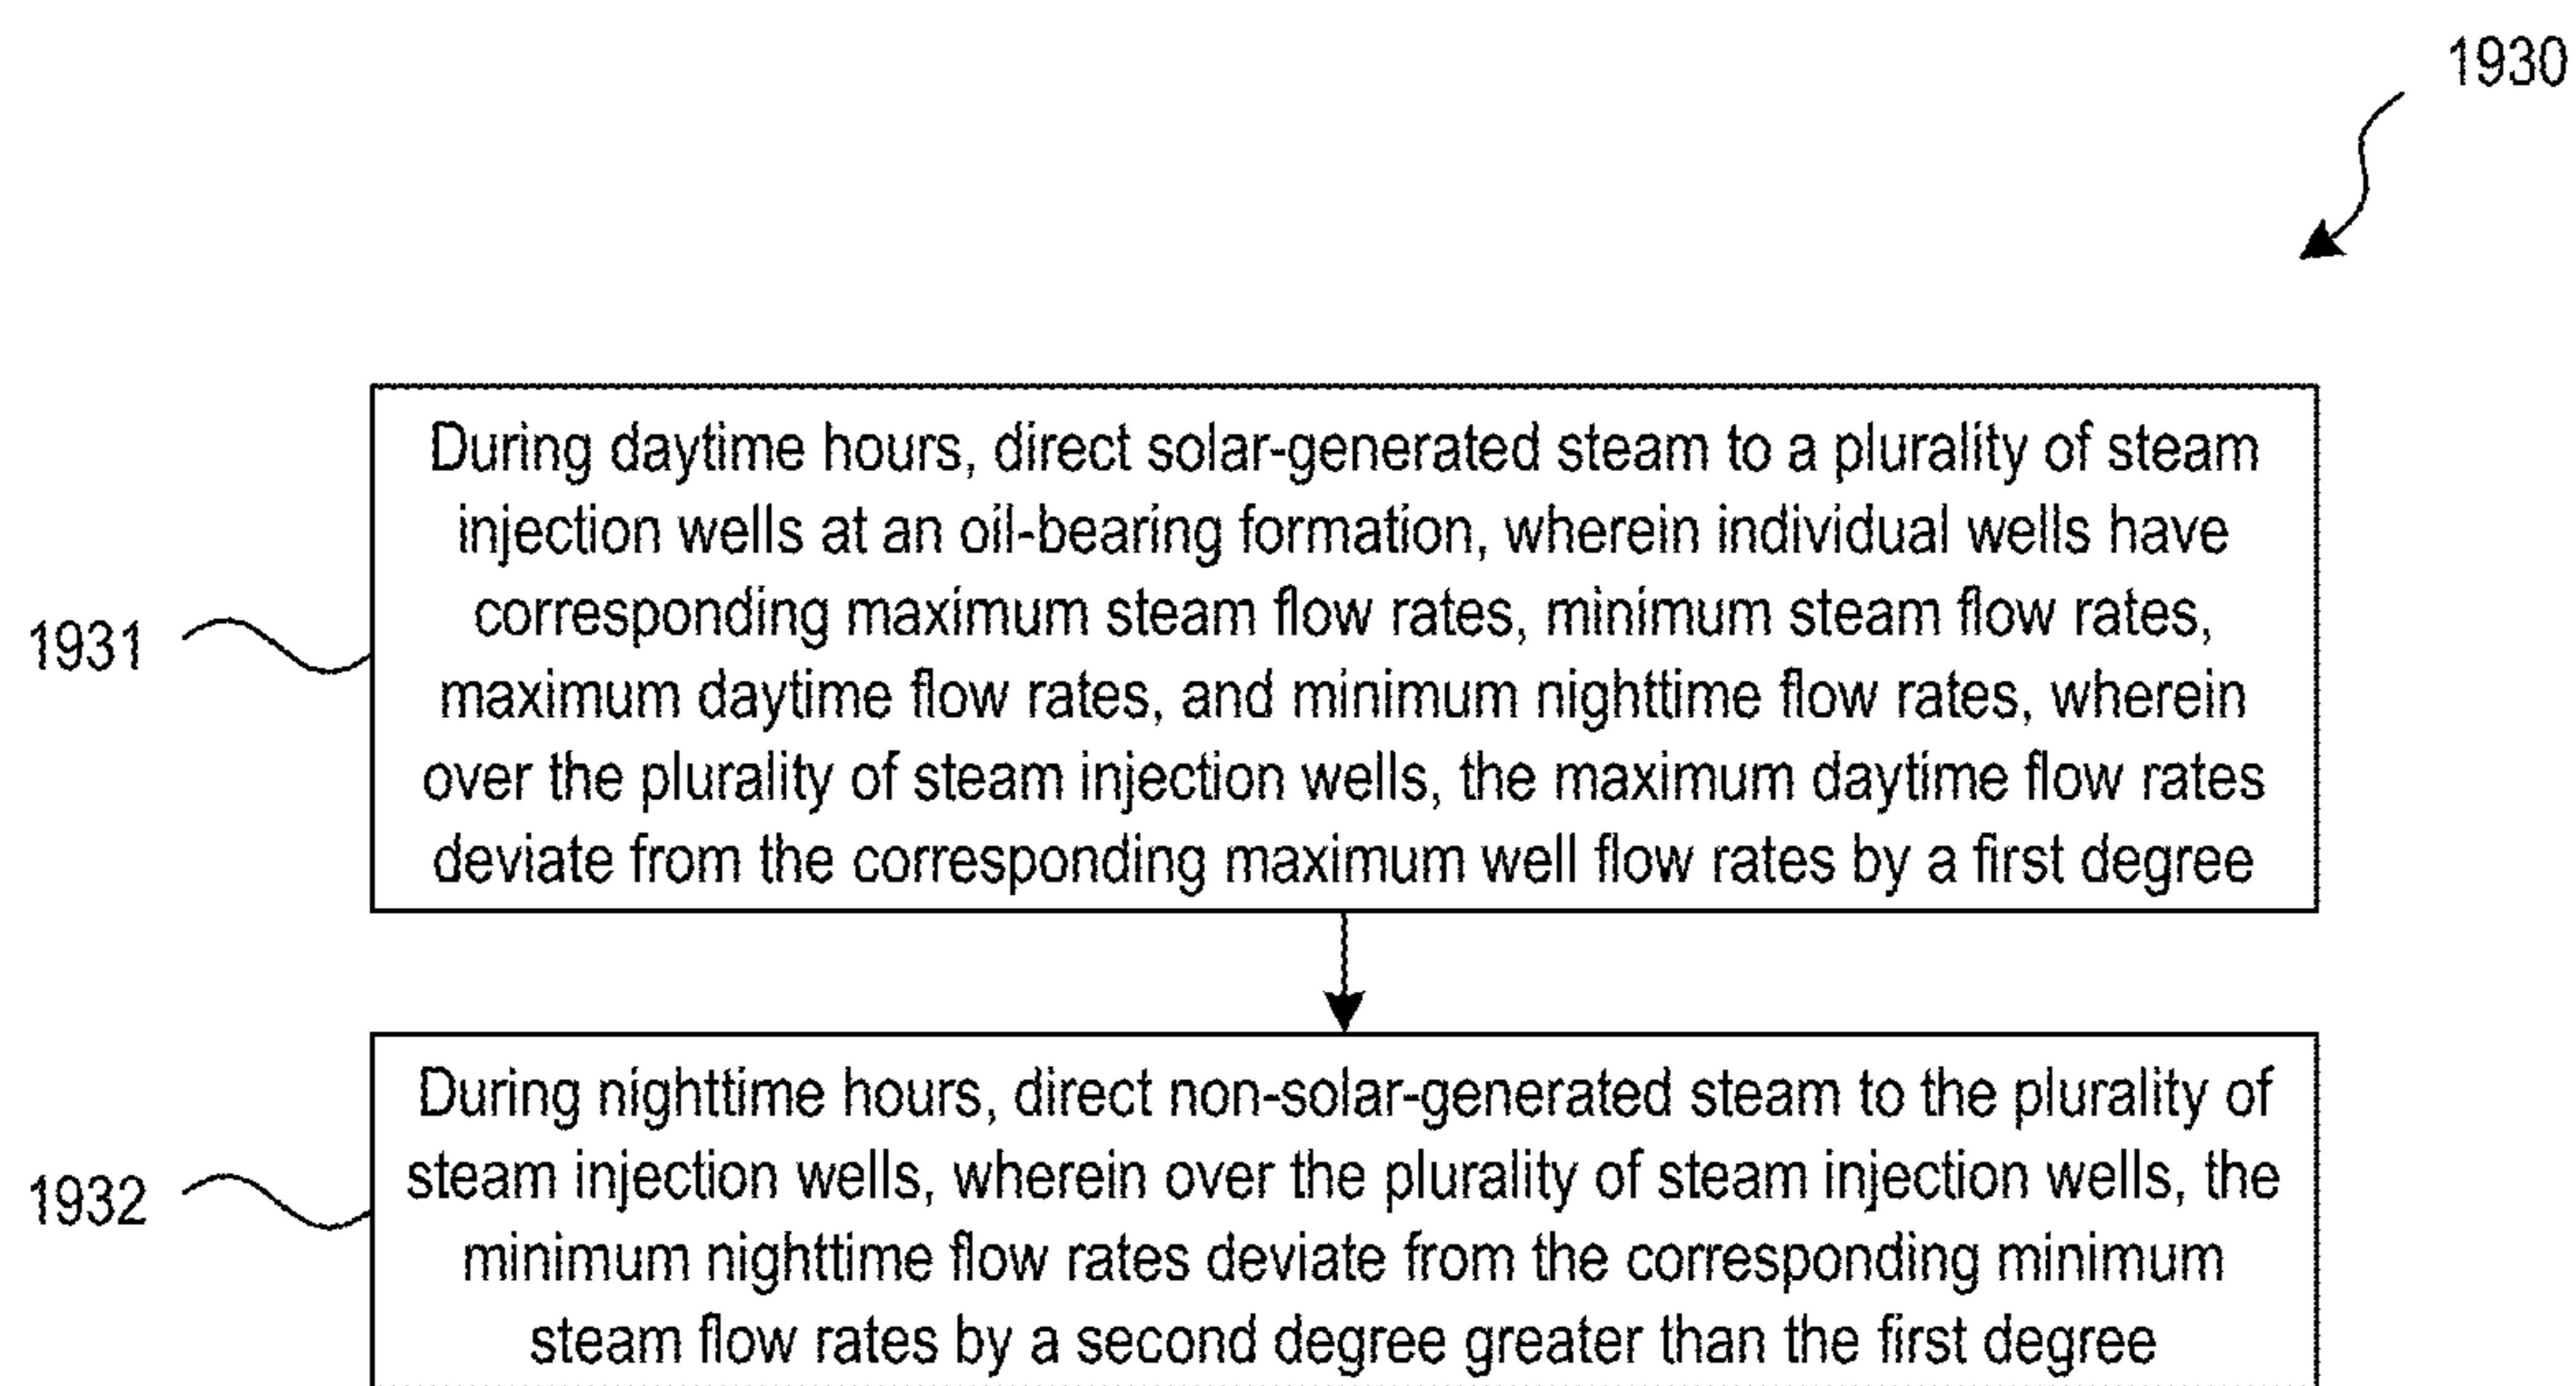 1930
During daytime hours, direct solar-generated steam to a plurality of steam
injection wells at an oil-bearing formation, wherein individual wells have
corresponding maximum steam flow rates, minimum steam flow rates,
maximum daytime flow rates, and minimum nighttime flow rates, wherein
over the plurality of steam injection wells, the maximum daytime flow rates
deviate from the corresponding maximum well flow rates by a first degree
1931
During nighttime hours, direct non-solar-generated steam to the plurality of
steam injection wells, wherein over the plurality of steam injection wells, the
minimum nighttime flow rates deviate from the corresponding minimum
steam flow rates by a second degree greater than the first degree
1932